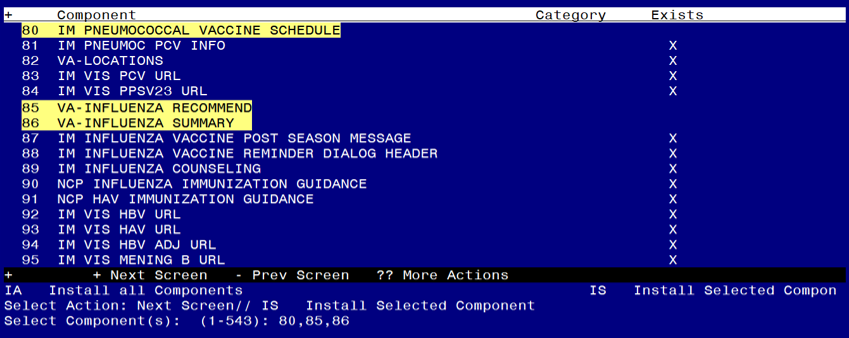 + Component Category Exists
80 IM PNEUMOCOCCAL VACCINE SCHEDULE
81 IM PNEUMOC PCV INFO X
82 VA-LOCATIONS X
83 IM VIS PCV URL X
84 IM VIS PPSV23 URL X
85 VA-INFLUENZA RECOMMEND
86 VA-INFLUENZA SUMMARY
87 IM INFLUENZA VACCINE POST SEASON MESSAGE X
88 IM INFLUENZA VACCINE REMINDER DIALOG HEADER X
89 IM INFLUENZA COUNSELING X
90 NCP INFLUENZA IMMUNIZATION GUIDANCE X
91 NCP HAV IMMUNIZATION GUIDANCE X
92 IM VIS HBV URL X
93 IM VIS HAV URL X
94 IM VIS HBV ADJ URL X
95 IM VIS MENING B URL X
+ + Next Screen - Prev Screen ?? More Actions
IA Install all Components IS Install Selected Compon
Select Action: Next Screen// IS Install Selected Component
Select Component(s): (1-543): 80,85,86